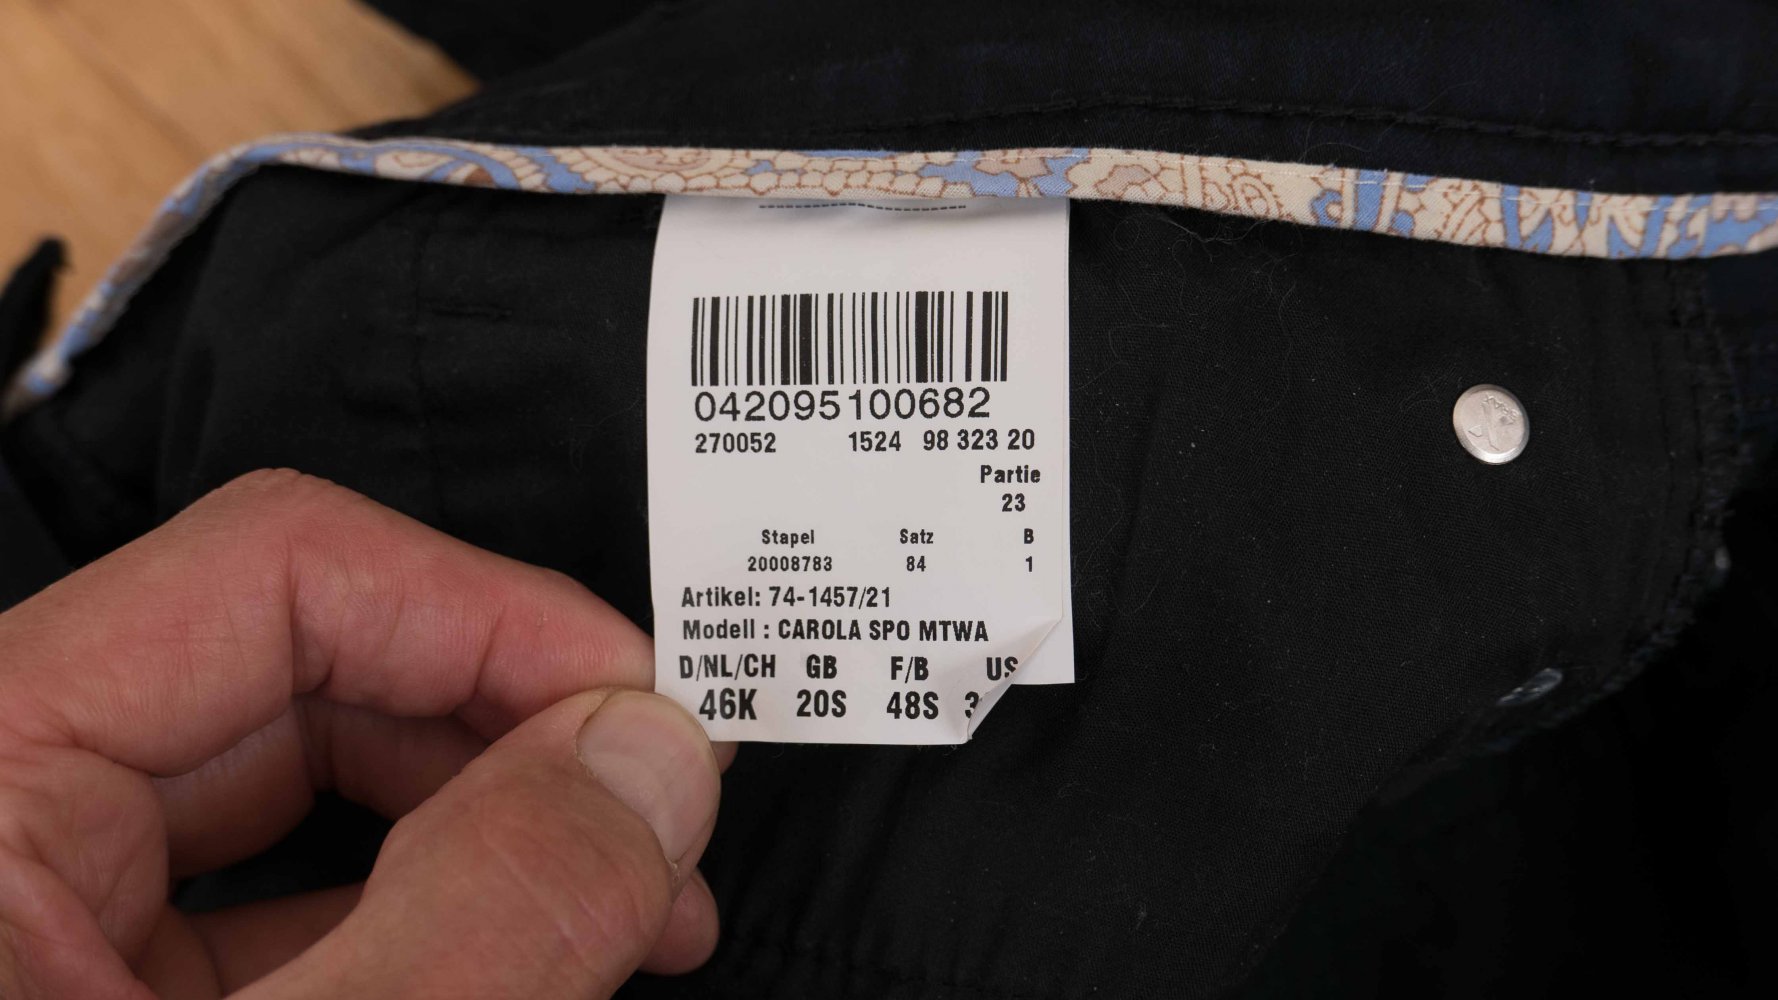 042095100682
270052 1524 98 323 20
Partie
23
Stapel Satz B
20008783 84 1
Artikel: 74-1457/21
Modell : CAROLA SPO MTWA
D/NL/CH GB F/B US
46K 20S 48S